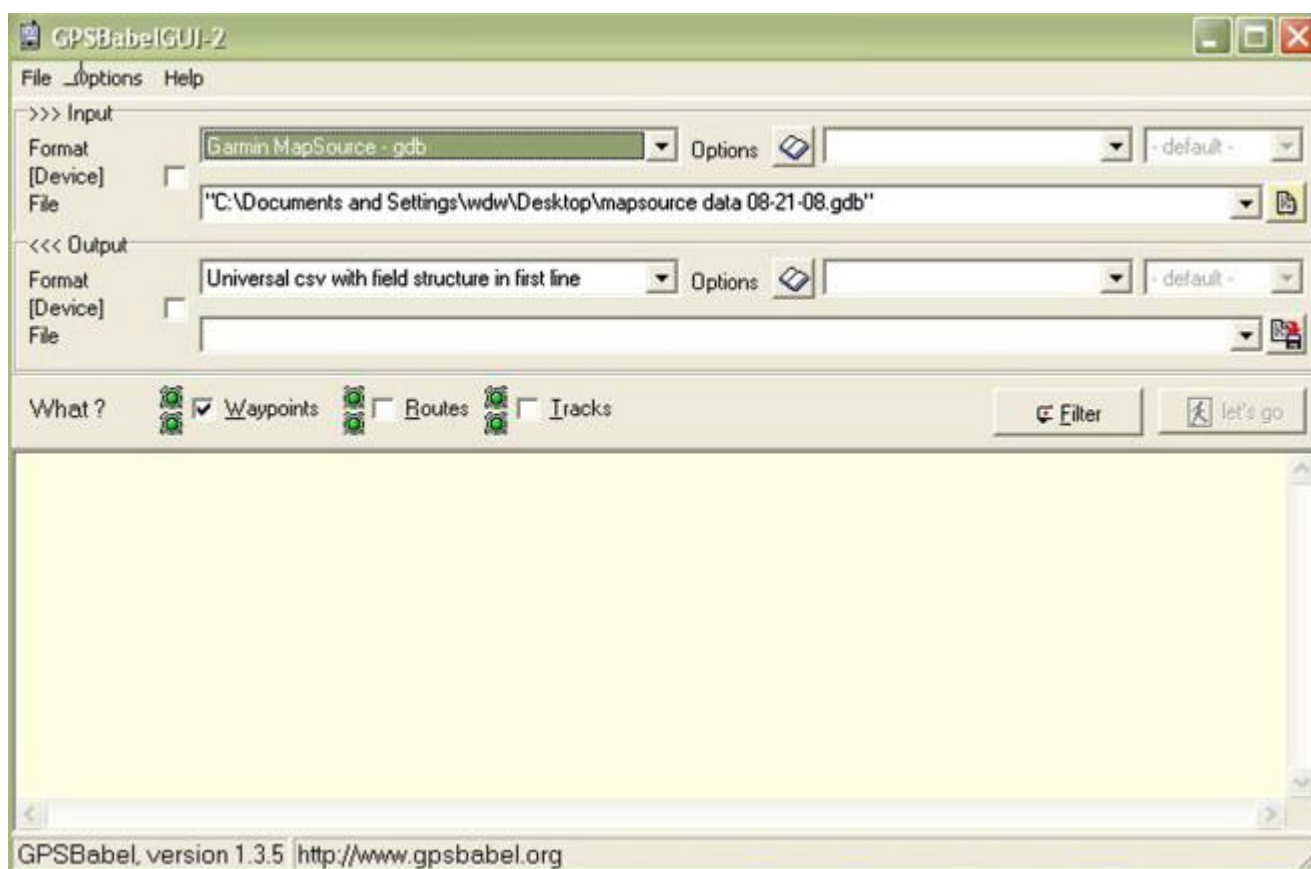 GPSBabelGUI-2
File Options Help
>>> Input
Format
Garmin MapSource - gdb
Options
- default -
[Device]
File
"C:\Documents and Settings\wdw\Desktop\mapsource data 08-21-08.gdb"
<<< Output
Format
Universal csv with field structure in first line
Options
- default -
[Device]
File
What ?
Waypoints
Routes
Tracks
Filter
let's go
GPSBabel, version 1.3.5
http://www.gpsbabel.org